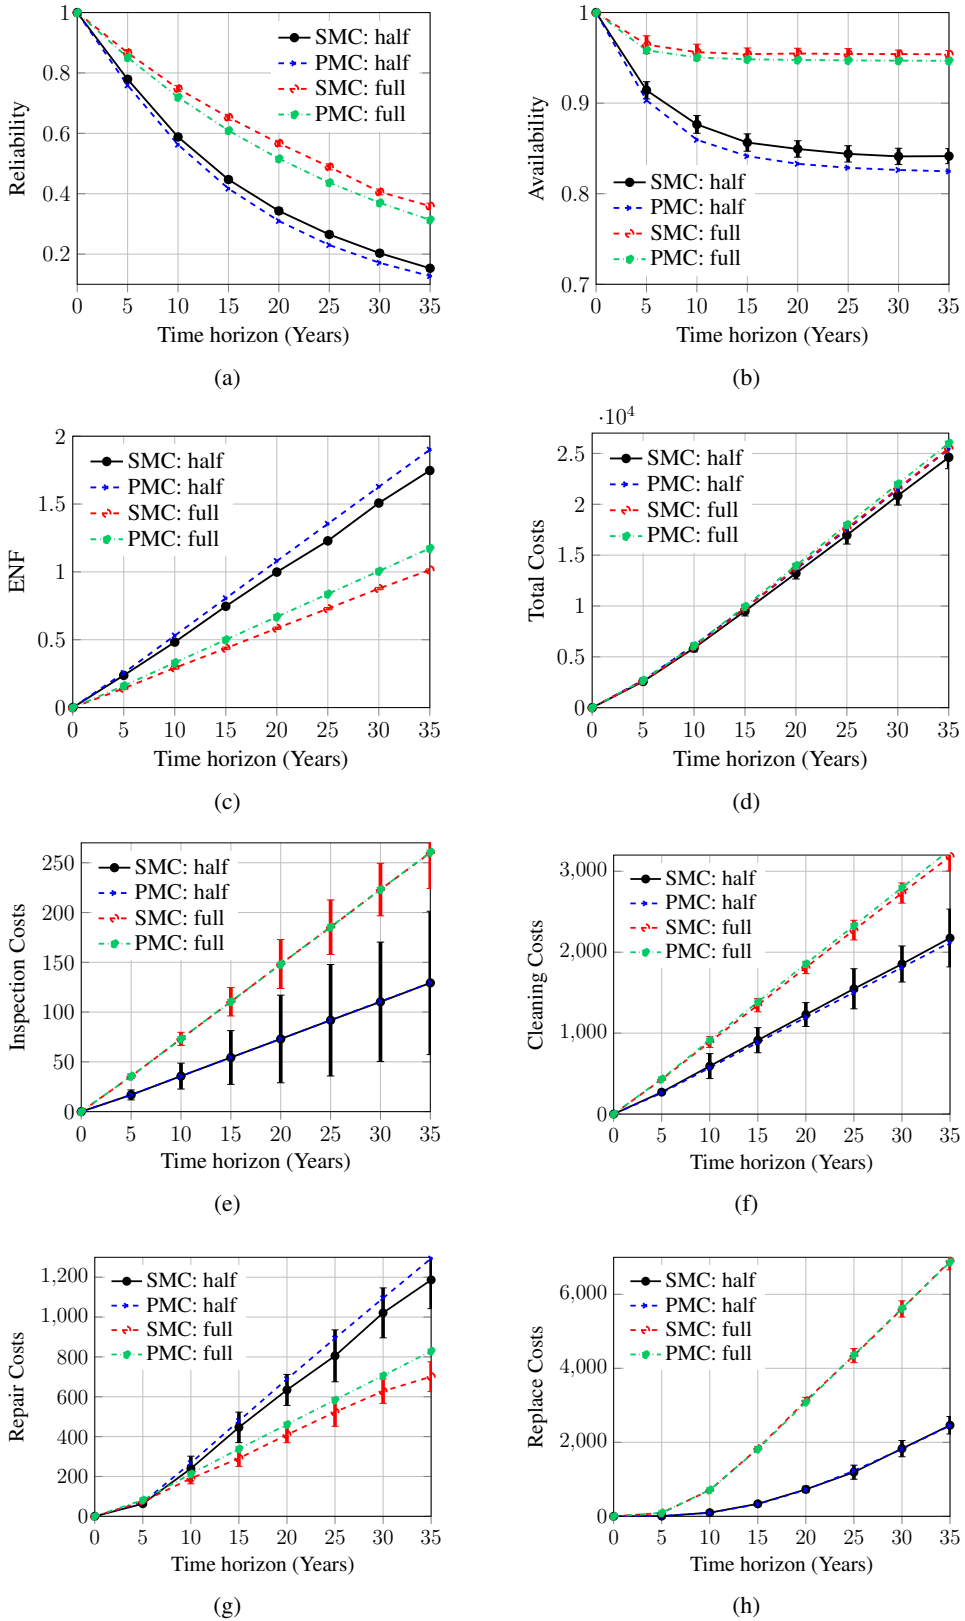 1
0.8
0.6
0.4
0.2
0 5 10 15 20 25 30 35
Reliability
Time horizon (Years)
SMC: half
PMC: half
SMC: full
PMC: full
(a)
1
0.9
0.8
0.7
0 5 10 15 20 25 30 35
Availability
Time horizon (Years)
SMC: half
PMC: half
SMC: full
PMC: full
(b)
2
1.5
1
0.5
0
0 5 10 15 20 25 30 35
ENF
Time horizon (Years)
SMC: half
PMC: half
SMC: full
PMC: full
(c)
·10⁴
2.5
2
1.5
1
0.5
0
0 5 10 15 20 25 30 35
Total Costs
Time horizon (Years)
SMC: half
PMC: half
SMC: full
PMC: full
(d)
250
200
150
100
50
0
0 5 10 15 20 25 30 35
Inspection Costs
Time horizon (Years)
SMC: half
PMC: half
SMC: full
PMC: full
(e)
3,000
2,000
1,000
0
0 5 10 15 20 25 30 35
Cleaning Costs
Time horizon (Years)
SMC: half
PMC: half
SMC: full
PMC: full
(f)
1,200
1,000
800
600
400
200
0
0 5 10 15 20 25 30 35
Repair Costs
Time horizon (Years)
SMC: half
PMC: half
SMC: full
PMC: full
(g)
6,000
4,000
2,000
0
0 5 10 15 20 25 30 35
Replace Costs
Time horizon (Years)
SMC: half
PMC: half
SMC: full
PMC: full
(h)